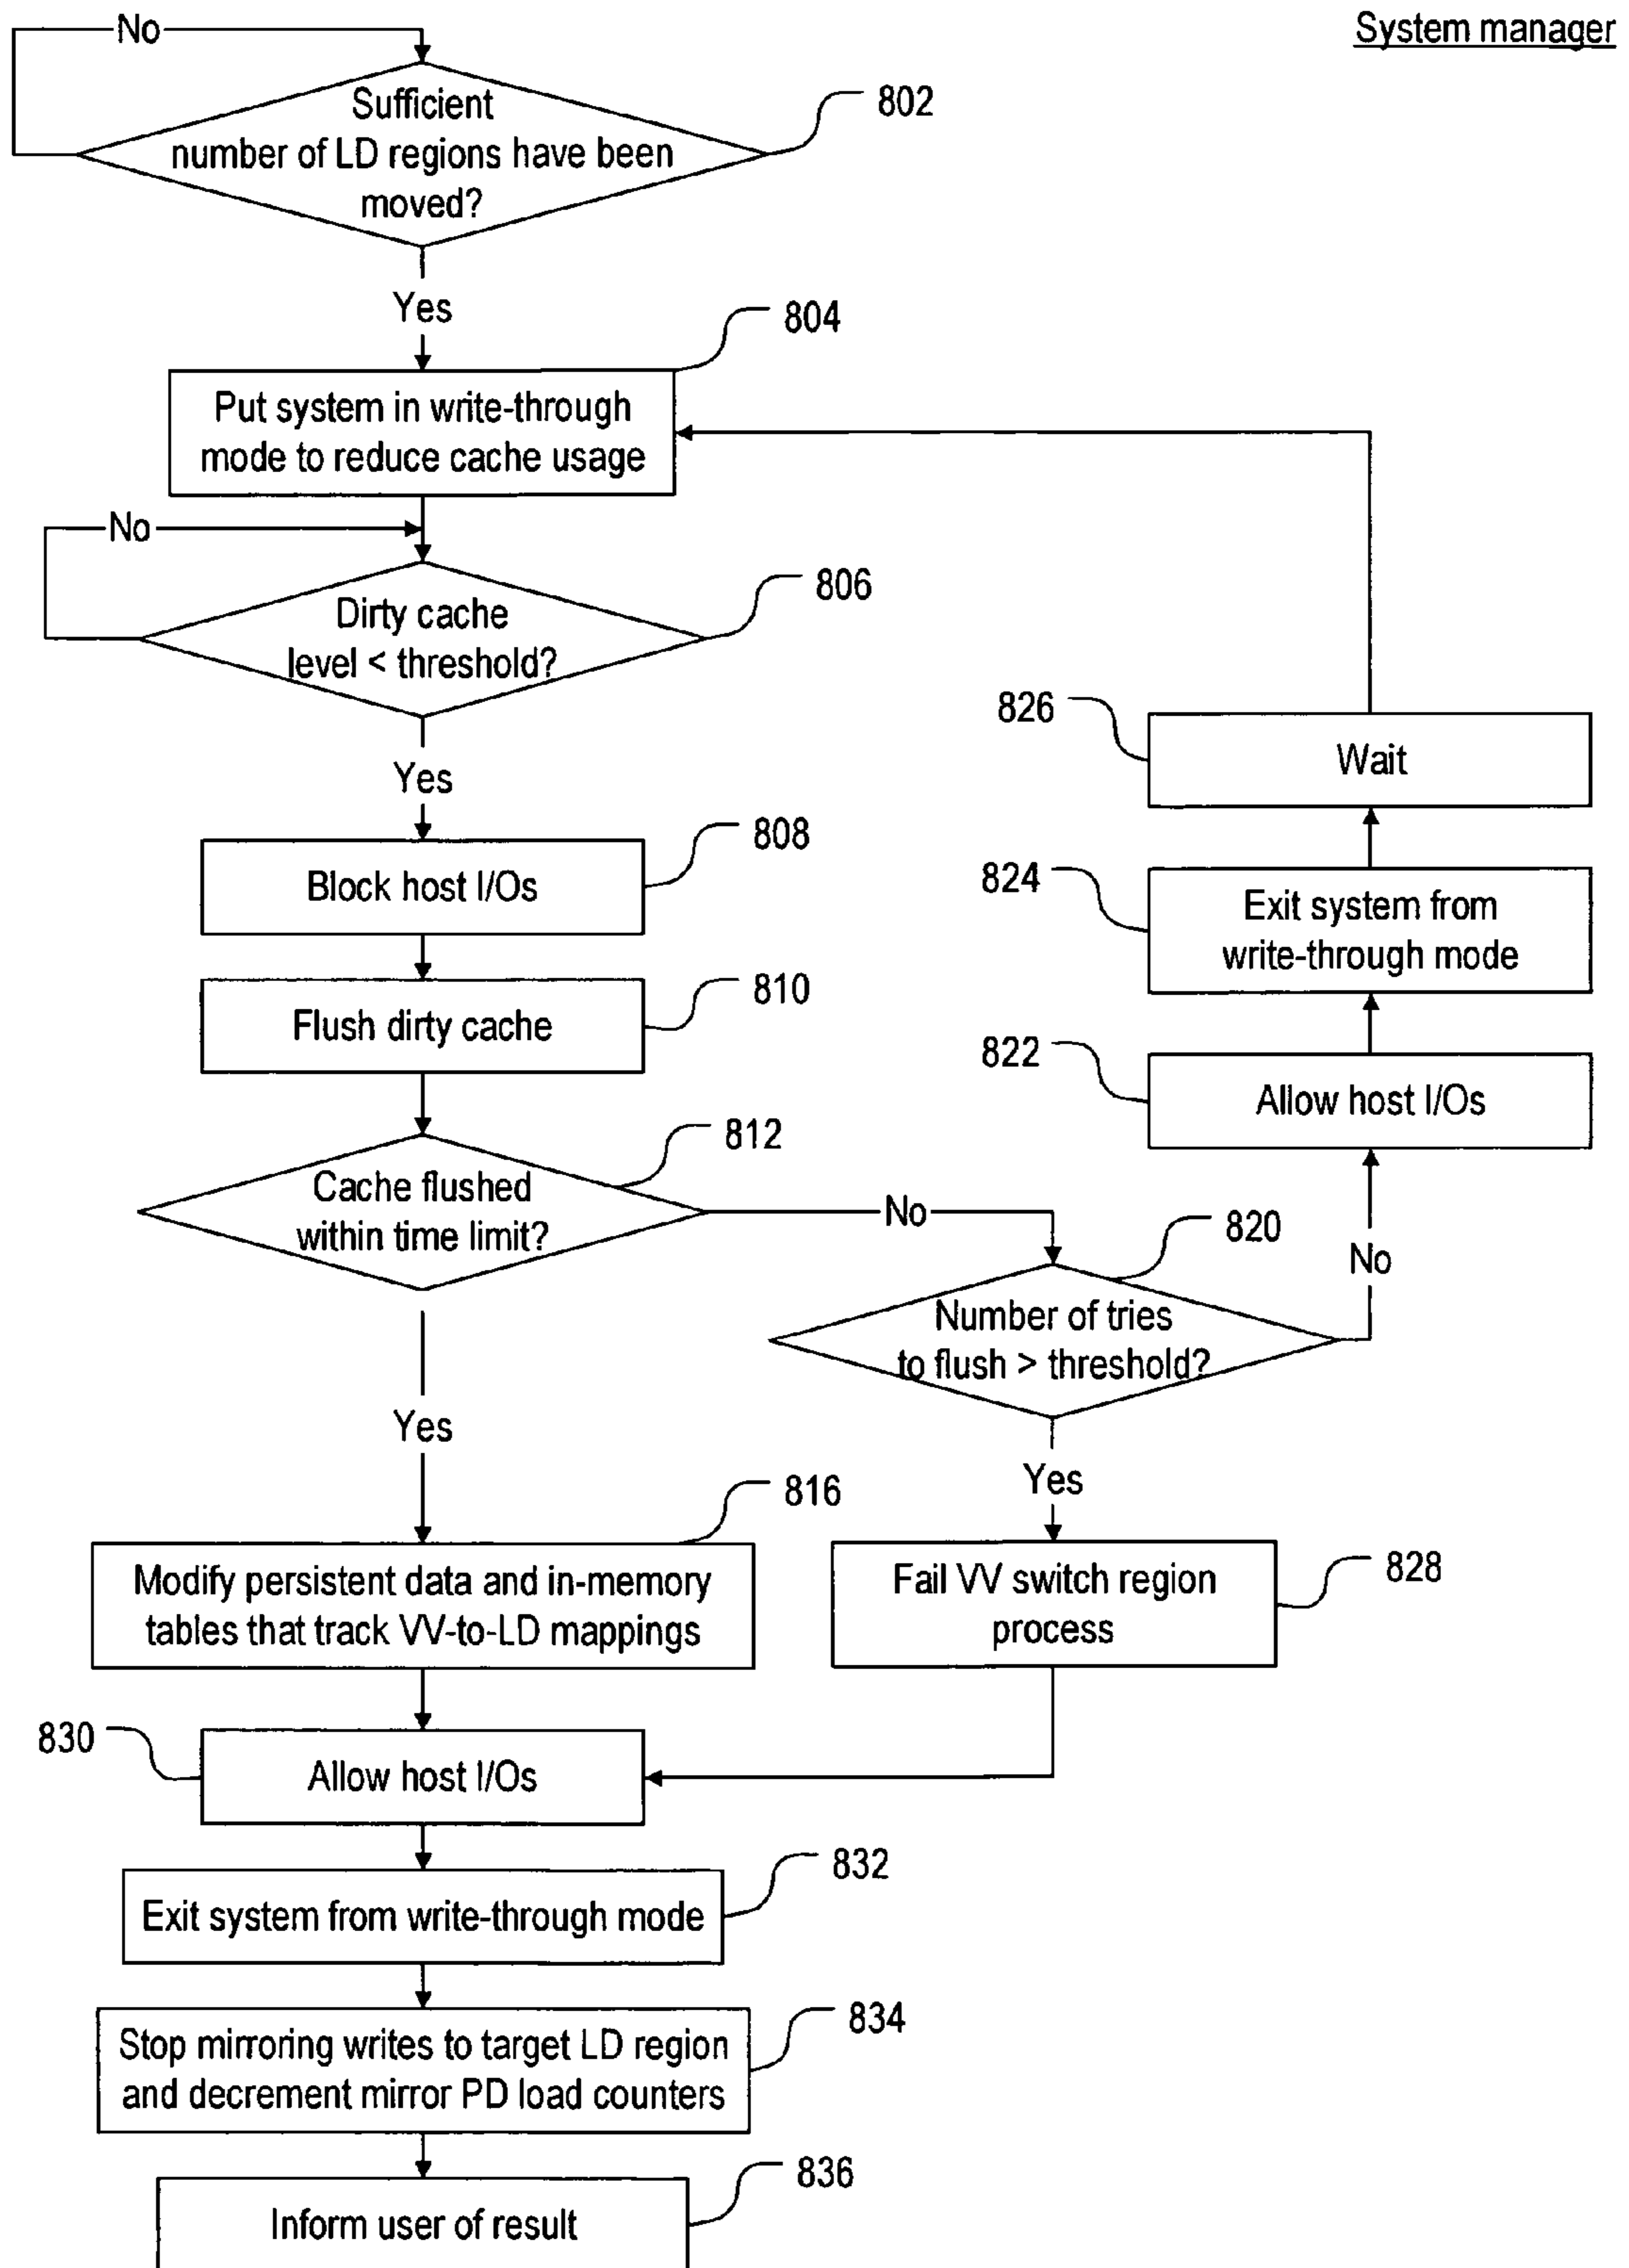 System manager
No
Sufficient
number of LD regions have been
moved?
802
Yes
804
Put system in write-through
mode to reduce cache usage
No
806
Dirty cache
level < threshold?
Yes
826
Wait
808
Block host I/Os
824
Exit system from
write-through mode
810
Flush dirty cache
822
Allow host I/Os
812
Cache flushed
within time limit?
No
820
No
Number of tries
to flush > threshold?
Yes
Yes
816
Modify persistent data and in-memory
tables that track VV-to-LD mappings
828
Fail VV switch region
process
830
Allow host I/Os
832
Exit system from write-through mode
834
Stop mirroring writes to target LD region
and decrement mirror PD load counters
836
Inform user of result